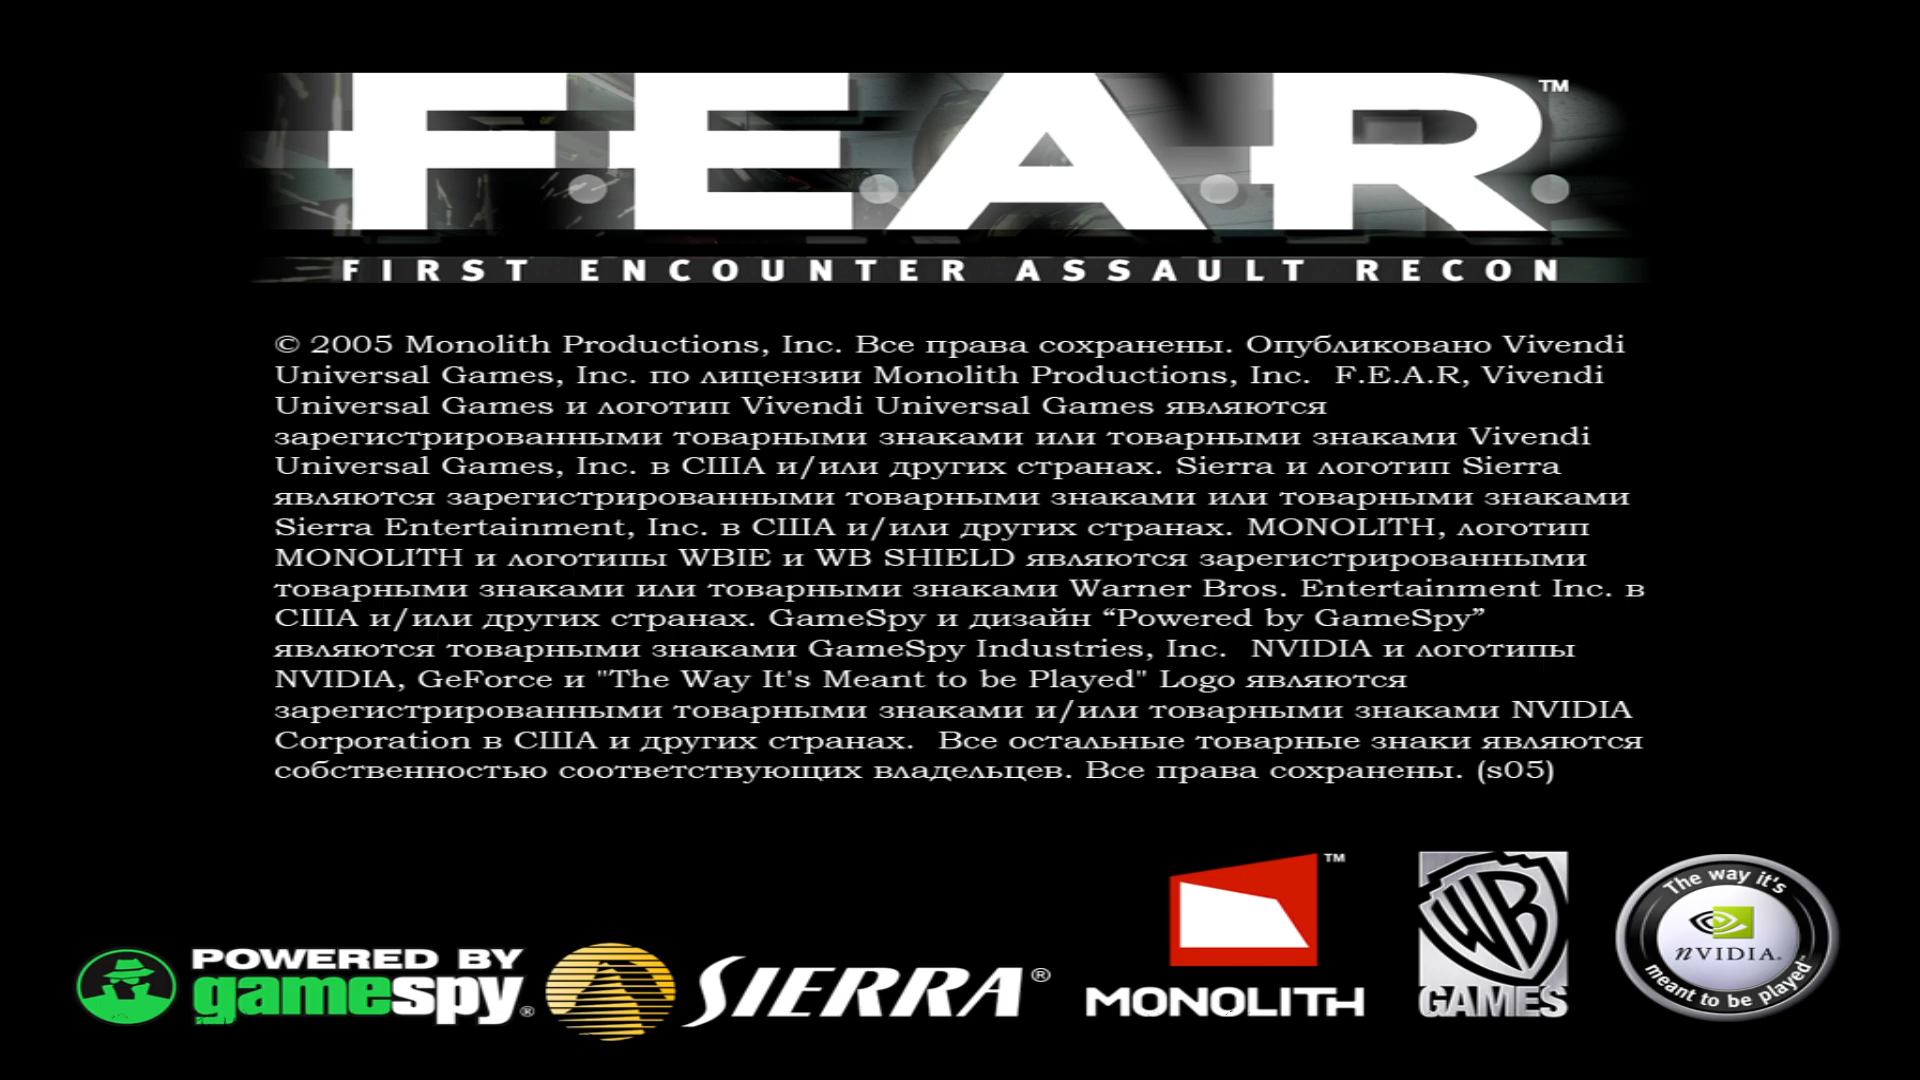 F.E.A.R.™
FIRST ENCOUNTER ASSAULT RECON
© 2005 Monolith Productions, Inc. Все права сохранены. Опубликовано Vivendi
Universal Games, Inc. по лицензии Monolith Productions, Inc.  F.E.A.R, Vivendi
Universal Games и логотип Vivendi Universal Games являются
зарегистрированными товарными знаками или товарными знаками Vivendi
Universal Games, Inc. в США и/или других странах. Sierra и логотип Sierra
являются зарегистрированными товарными знаками или товарными знаками
Sierra Entertainment, Inc. в США и/или других странах. MONOLITH, логотип
MONOLITH и логотипы WBIE и WB SHIELD являются зарегистрированными
товарными знаками или товарными знаками Warner Bros. Entertainment Inc. в
США и/или других странах. GameSpy и дизайн “Powered by GameSpy”
являются товарными знаками GameSpy Industries, Inc.  NVIDIA и логотипы
NVIDIA, GeForce и "The Way It's Meant to be Played" Logo являются
зарегистрированными товарными знаками и/или товарными знаками NVIDIA
Corporation в США и других странах.  Все остальные товарные знаки являются
собственностью соответствующих владельцев. Все права сохранены. (s05)
POWERED BY
gamespy®
SIERRA®
MONOLITH™
WB
GAMES
The way it's
nVIDIA®
meant to be played™